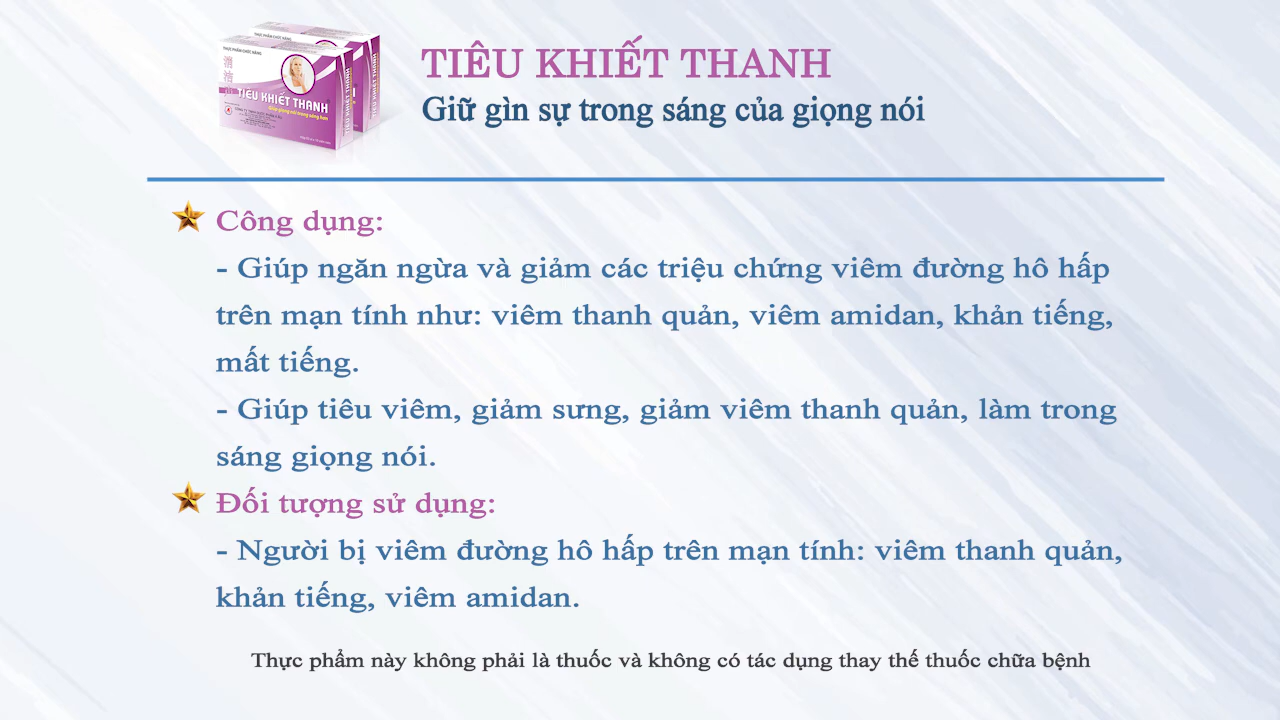 THỰC PHẨM CHỨC NĂNG
TIÊU KHIẾT THANH
TIÊU KHIẾT THANH
Giữ gìn sự trong sáng của giọng nói
Công dụng:
- Giúp ngăn ngừa và giảm các triệu chứng viêm đường hô hấp
trên mạn tính như: viêm thanh quản, viêm amidan, khản tiếng,
mất tiếng.
- Giúp tiêu viêm, giảm sưng, giảm viêm thanh quản, làm trong
sáng giọng nói.
Đối tượng sử dụng:
- Người bị viêm đường hô hấp trên mạn tính: viêm thanh quản,
khản tiếng, viêm amidan.
Thực phẩm này không phải là thuốc và không có tác dụng thay thế thuốc chữa bệnh